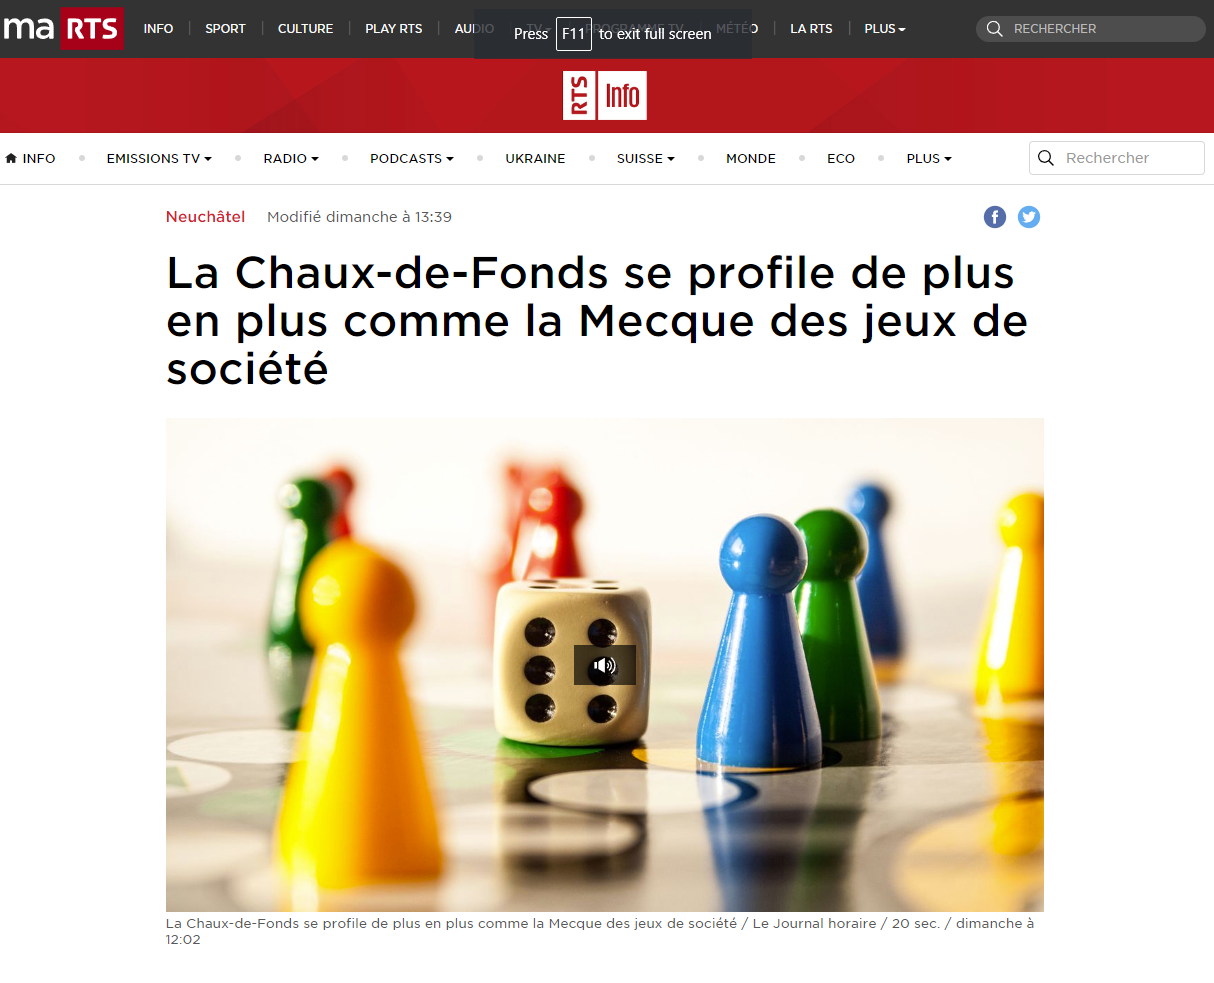 ma RTS
INFO SPORT CULTURE PLAY RTS AUDIO TV PROGRAMME TV MÉTÉO LA RTS PLUS RECHERCHER
Press F11 to exit full screen
RTS Info
INFO EMISSIONS TV RADIO PODCASTS UKRAINE SUISSE MONDE ECO PLUS Rechercher
Neuchâtel Modifié dimanche à 13:39
La Chaux-de-Fonds se profile de plus
en plus comme la Mecque des jeux de
société
La Chaux-de-Fonds se profile de plus en plus comme la Mecque des jeux de société / Le Journal horaire / 20 sec. / dimanche à
12:02